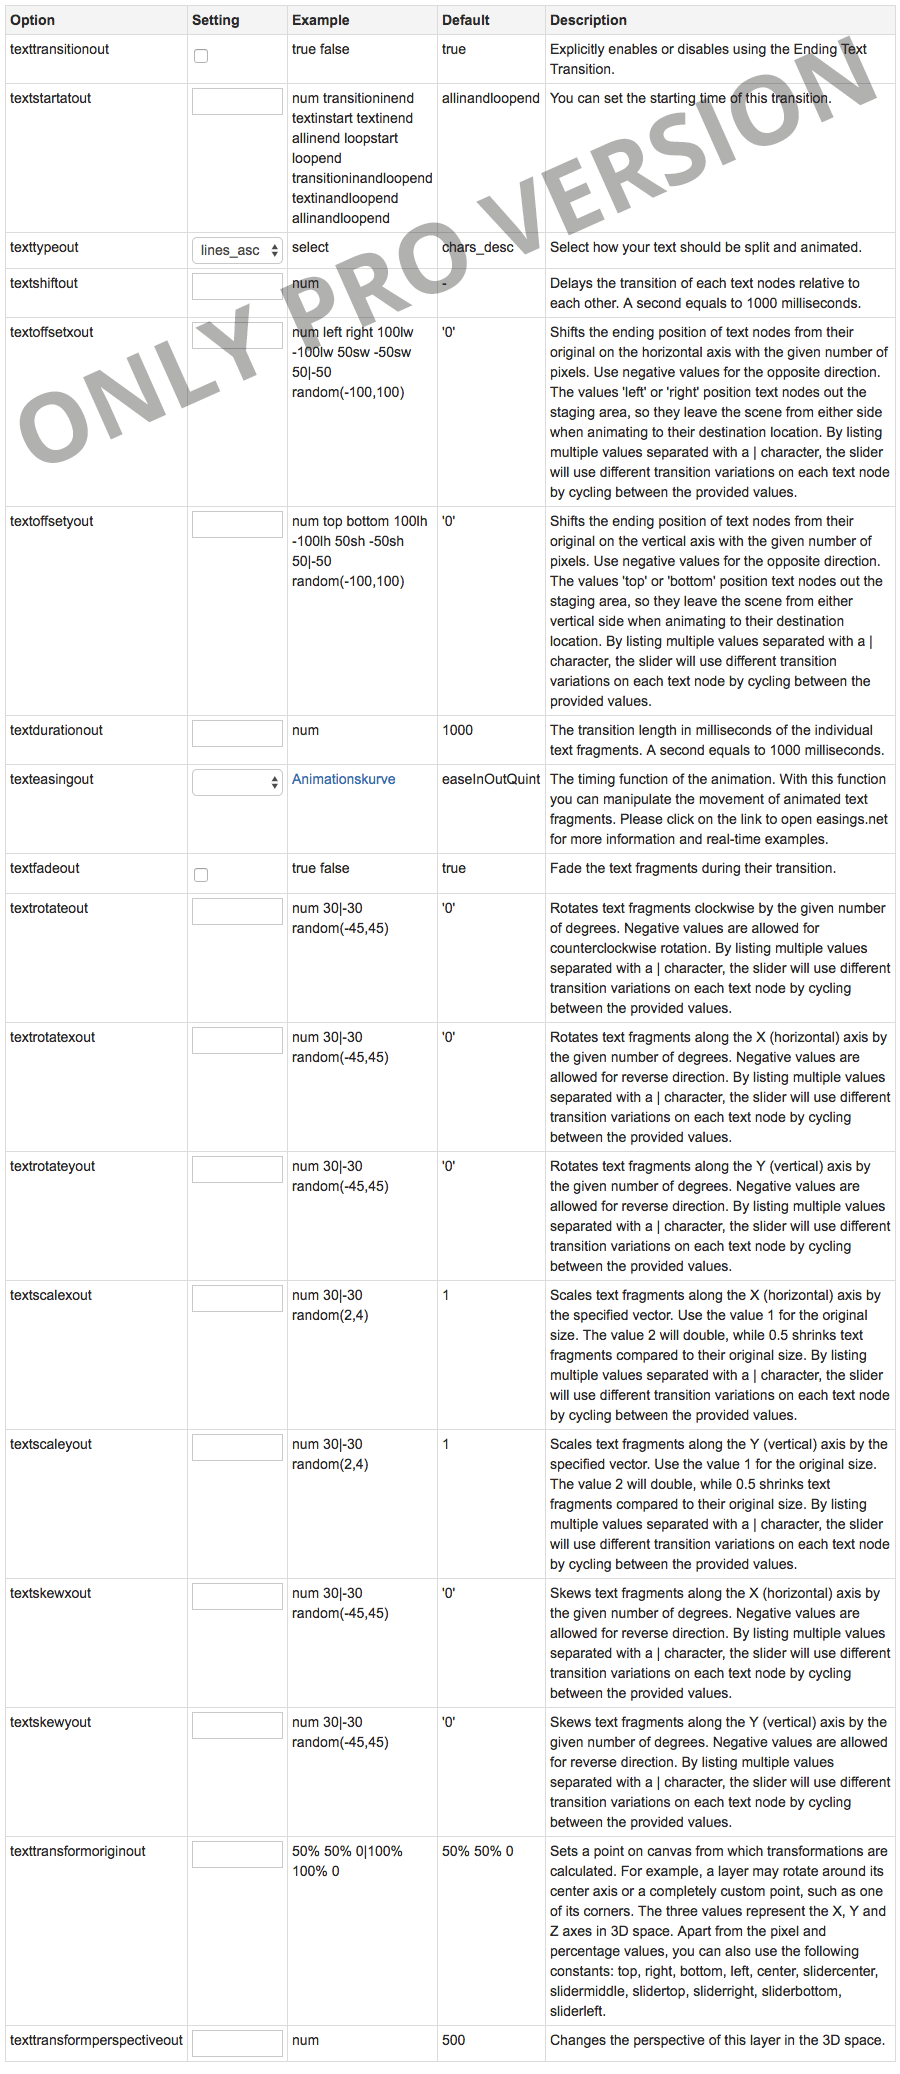 Option Setting Example Default Description
texttransitionout true false true Explicitly enables or disables using the Ending Text
Transition.
textstartatout num transitioninend allinandloopend You can set the starting time of this transition.
textinstart textinend
allinend loopstart
loopend
transitioninandloopend
textinandloopend
allinandloopend
texttypeout lines_asc select chars_desc Select how your text should be split and animated.
textshiftout num - Delays the transition of each text nodes relative to
each other. A second equals to 1000 milliseconds.
textoffsetxout num left right 100lw '0' Shifts the ending position of text nodes from their
-100lw 50sw -50sw original on the horizontal axis with the given number of
50|-50 pixels. Use negative values for the opposite direction.
random(-100,100) The values 'left' or 'right' position text nodes out the
staging area, so they leave the scene from either side
when animating to their destination location. By listing
multiple values separated with a | character, the slider
will use different transition variations on each text node
by cycling between the provided values.
textoffsetyout num top bottom 100lh '0' Shifts the ending position of text nodes from their
-100lh 50sh -50sh original on the vertical axis with the given number of
50|-50 pixels. Use negative values for the opposite direction.
random(-100,100) The values 'top' or 'bottom' position text nodes out the
staging area, so they leave the scene from either
vertical side when animating to their destination
location. By listing multiple values separated with a |
character, the slider will use different transition
variations on each text node by cycling between the
provided values.
textdurationout num 1000 The transition length in milliseconds of the individual
text fragments. A second equals to 1000 milliseconds.
texteasingout Animationskurve easeInOutQuint The timing function of the animation. With this function
you can manipulate the movement of animated text
fragments. Please click on the link to open easings.net
for more information and real-time examples.
textfadeout true false true Fade the text fragments during their transition.
textrotateout num 30|-30 '0' Rotates text fragments clockwise by the given number
random(-45,45) of degrees. Negative values are allowed for
counterclockwise rotation. By listing multiple values
separated with a | character, the slider will use different
transition variations on each text node by cycling
between the provided values.
textrotatexout num 30|-30 '0' Rotates text fragments along the X (horizontal) axis by
random(-45,45) the given number of degrees. Negative values are
allowed for reverse direction. By listing multiple values
separated with a | character, the slider will use different
transition variations on each text node by cycling
between the provided values.
textrotateyout num 30|-30 '0' Rotates text fragments along the Y (vertical) axis by
random(-45,45) the given number of degrees. Negative values are
allowed for reverse direction. By listing multiple values
separated with a | character, the slider will use different
transition variations on each text node by cycling
between the provided values.
textscalexout num 30|-30 1 Scales text fragments along the X (horizontal) axis by
random(2,4) the specified vector. Use the value 1 for the original
size. The value 2 will double, while 0.5 shrinks text
fragments compared to their original size. By listing
multiple values separated with a | character, the slider
will use different transition variations on each text node
by cycling between the provided values.
textscaleyout num 30|-30 1 Scales text fragments along the Y (vertical) axis by the
random(2,4) specified vector. Use the value 1 for the original size.
The value 2 will double, while 0.5 shrinks text
fragments compared to their original size. By listing
multiple values separated with a | character, the slider
will use different transition variations on each text node
by cycling between the provided values.
textskewxout num 30|-30 '0' Skews text fragments along the X (horizontal) axis by
random(-45,45) the given number of degrees. Negative values are
allowed for reverse direction. By listing multiple values
separated with a | character, the slider will use different
transition variations on each text node by cycling
between the provided values.
textskewyout num 30|-30 '0' Skews text fragments along the Y (vertical) axis by the
random(-45,45) given number of degrees. Negative values are allowed
for reverse direction. By listing multiple values
separated with a | character, the slider will use different
transition variations on each text node by cycling
between the provided values.
texttransformoriginout 50% 50% 0|100% 50% 50% 0 Sets a point on canvas from which transformations are
100% 0 calculated. For example, a layer may rotate around its
center axis or a completely custom point, such as one
of its corners. The three values represent the X, Y and
Z axes in 3D space. Apart from the pixel and
percentage values, you can also use the following
constants: top, right, bottom, left, center, slidercenter,
slidermiddle, slidertop, sliderright, sliderbottom,
sliderleft.
texttransformperspectiveout num 500 Changes the perspective of this layer in the 3D space.
ONLY PRO VERSION